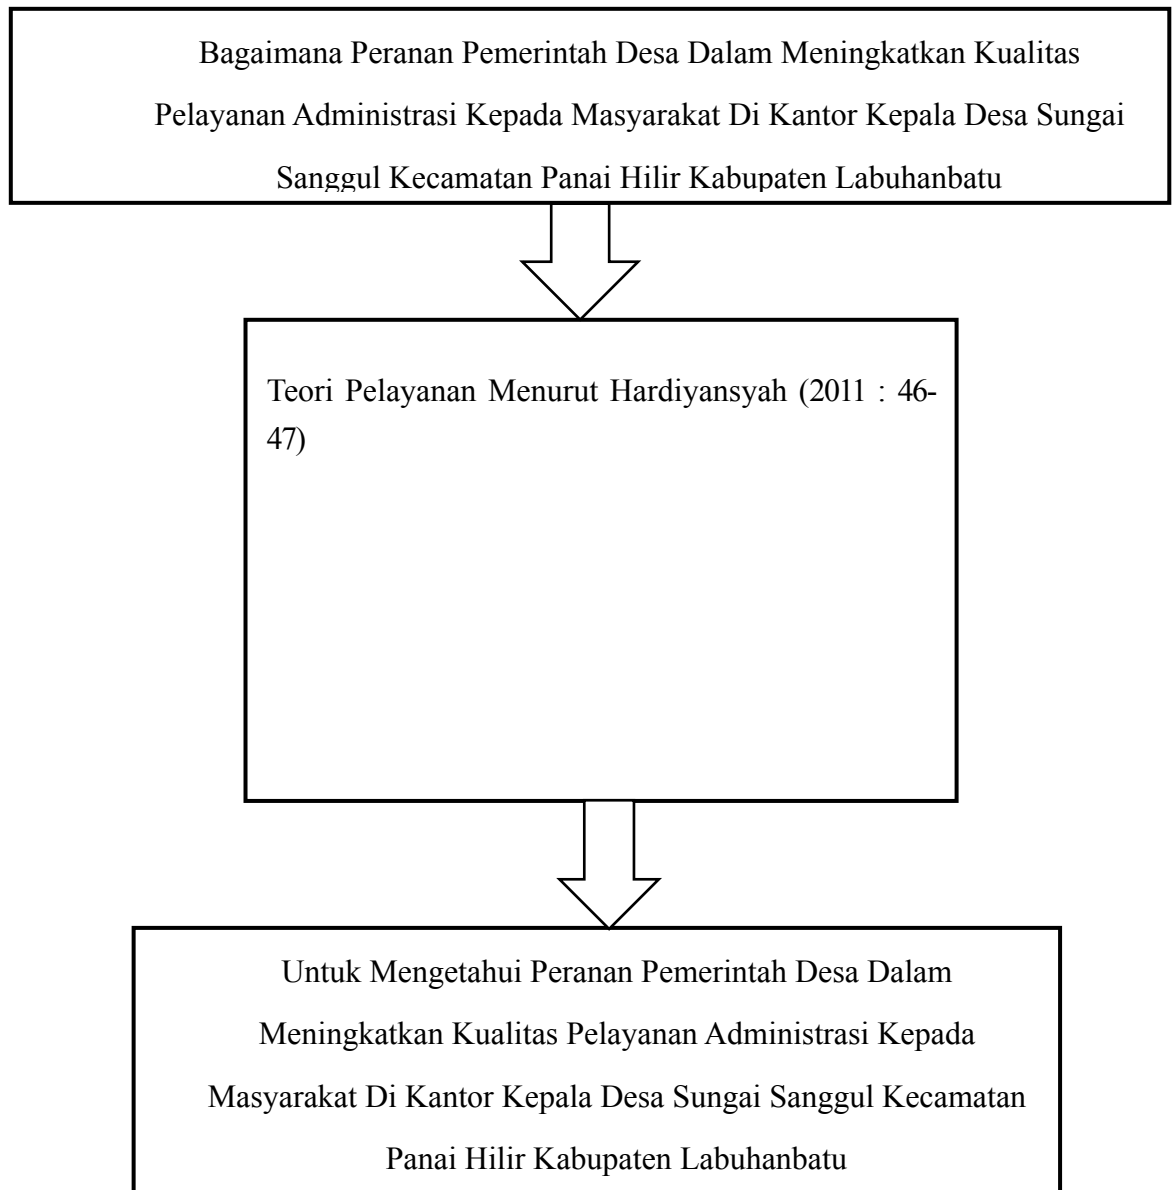 Bagaimana Peranan Pemerintah Desa Dalam Meningkatkan Kualitas
Pelayanan Administrasi Kepada Masyarakat Di Kantor Kepala Desa Sungai
Sanggul Kecamatan Panai Hilir Kabupaten Labuhanbatu
Teori Pelayanan Menurut Hardiyansyah (2011 : 46-
47)
Untuk Mengetahui Peranan Pemerintah Desa Dalam
Meningkatkan Kualitas Pelayanan Administrasi Kepada
Masyarakat Di Kantor Kepala Desa Sungai Sanggul Kecamatan
Panai Hilir Kabupaten Labuhanbatu